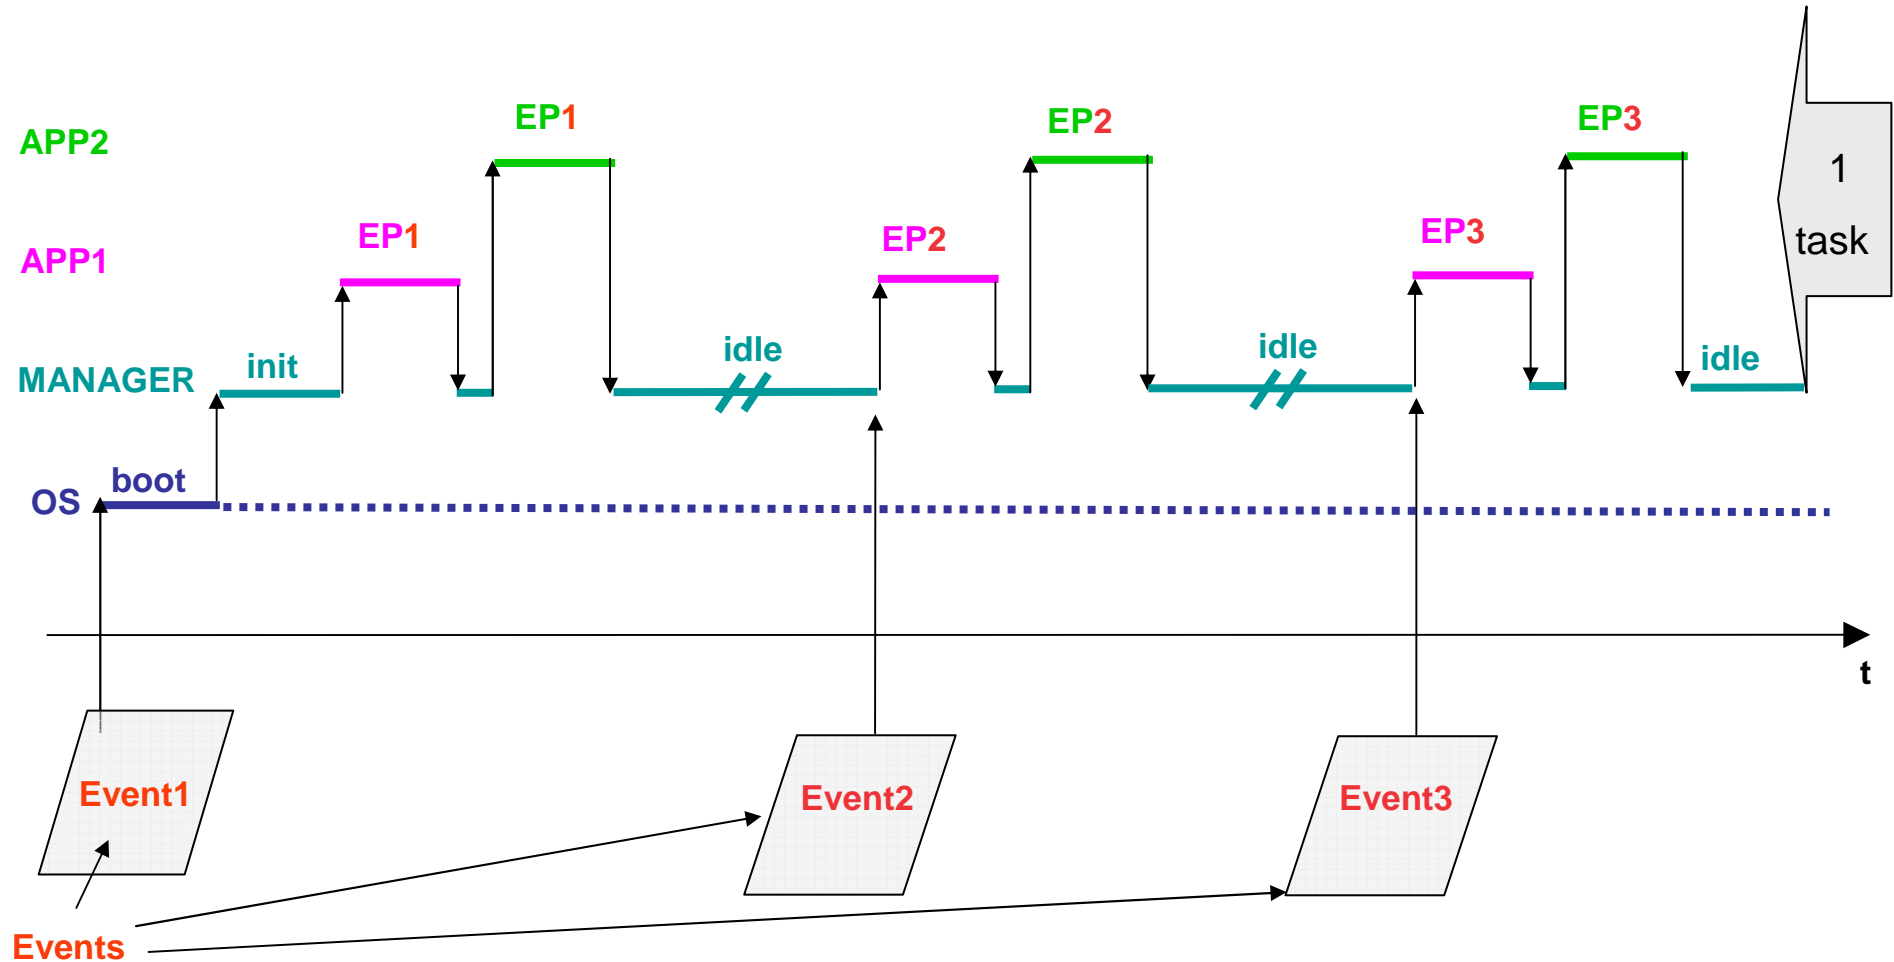 EP1
EP2
EP3
APP2
1
EP1
EP2
EP3
APP1
task
init
idle
idle
idle
MANAGER
boot
OS
t
Event1
Event2
Event3
Events